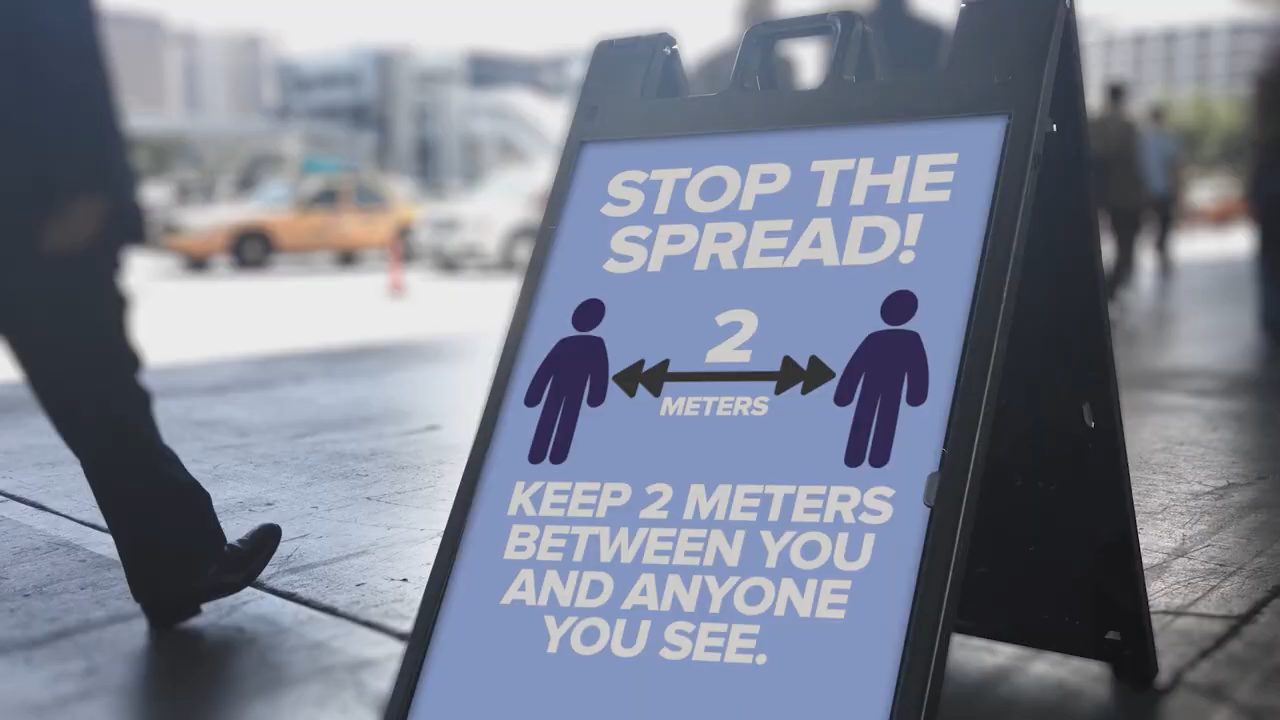 STOP THE
SPREAD!
2
METERS
KEEP 2 METERS
BETWEEN YOU
AND ANYONE
YOU SEE.